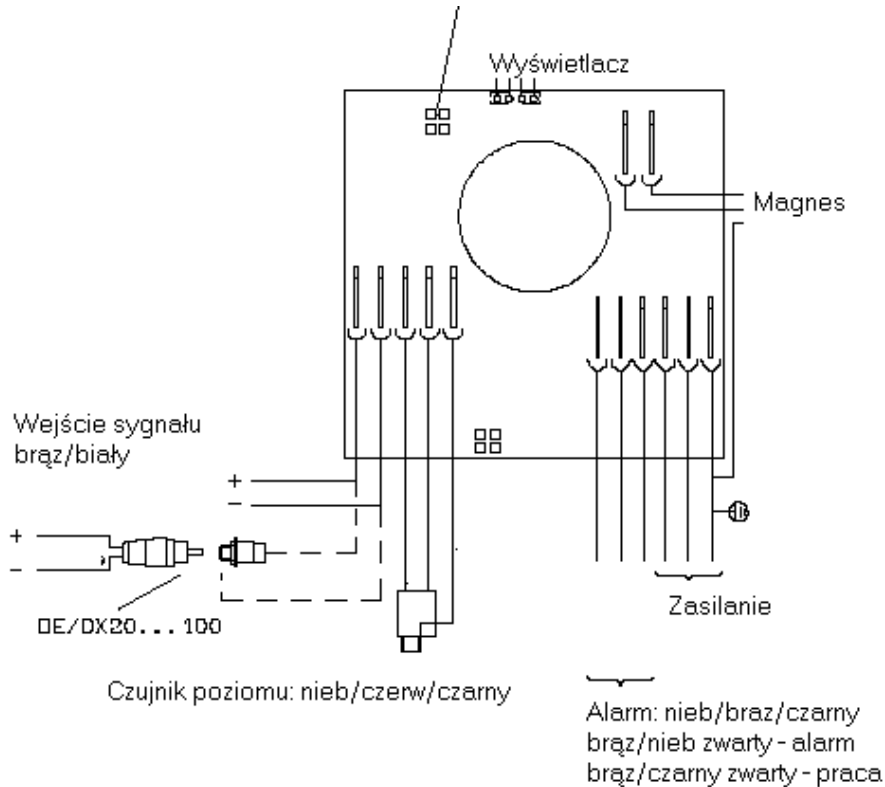 Wyświetlacz
Magnes
Wejście sygnału
brąz/biały
+
−
+
−
DE/DX20...100
Zasilanie
Czujnik poziomu: nieb/czerw/czarny
Alarm: nieb/braz/czarny
brąz/nieb zwarty - alarm
brąz/czarny zwarty - praca